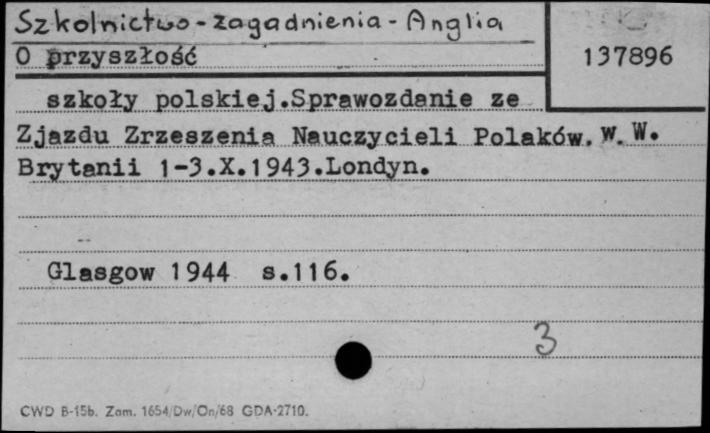 Szkolnictwo - zagadnienia - Anglia
O przyszłość
137896
szkoły polskiej.Sprawozdanie ze
Zjazdu Zrzeszenia Nauczycieli Polaków. W. W.
Brytanii 1-3.X.1943.Londyn.
Glasgow 1944 s.116.
3
CWD B-15b. Zam. 1654/Dw/On/68 GDA-2710.